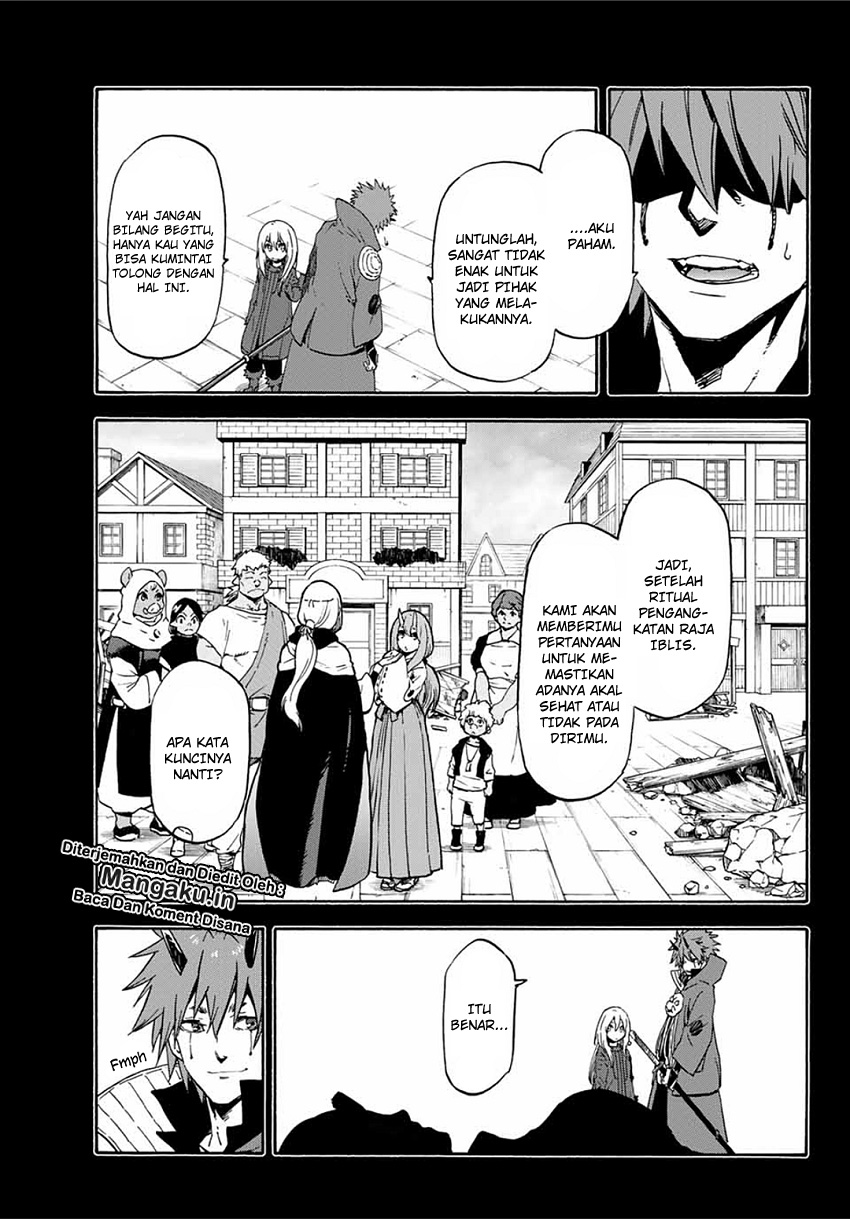 ....AKU
PAHAM.
UNTUNGLAH,
SANGAT TIDAK
ENAK UNTUK
JADI PIHAK
YANG MELA-
KUKANNYA.
YAH JANGAN
BILANG BEGITU,
HANYA KAU YANG
BISA KUMINTAI
TOLONG DENGAN
HAL INI.
JADI,
SETELAH
RITUAL
PENGANG-
KATAN RAJA
IBLIS.
KAMI AKAN
MEMBERIMU
PERTANYAAN
UNTUK ME-
MASTIKAN
ADANYA AKAL
SEHAT ATAU
TIDAK PADA
DIRIMU.
APA KATA
KUNCINYA
NANTI?
Diterjemahkan dan Diedit Oleh :
Mangaku.in
Baca Dan Koment Disana
ITU
BENAR...
Fmph